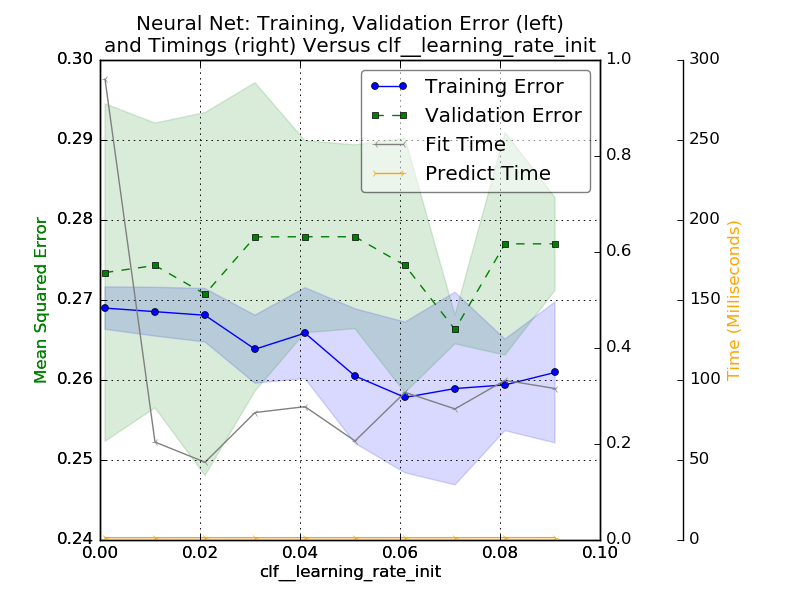 Neural Net: Training, Validation Error (left)
and Timings (right) Versus clf__learning_rate_init
Training Error
Validation Error
Fit Time
Predict Time
Mean Squared Error
0.30
0.29
0.28
0.27
0.26
0.25
0.24
0.00
0.02
0.04
0.06
0.08
0.10
clf__learning_rate_init
1.0
0.8
0.6
0.4
0.2
0.0
300
250
200
150
100
50
0
Time (Milliseconds)